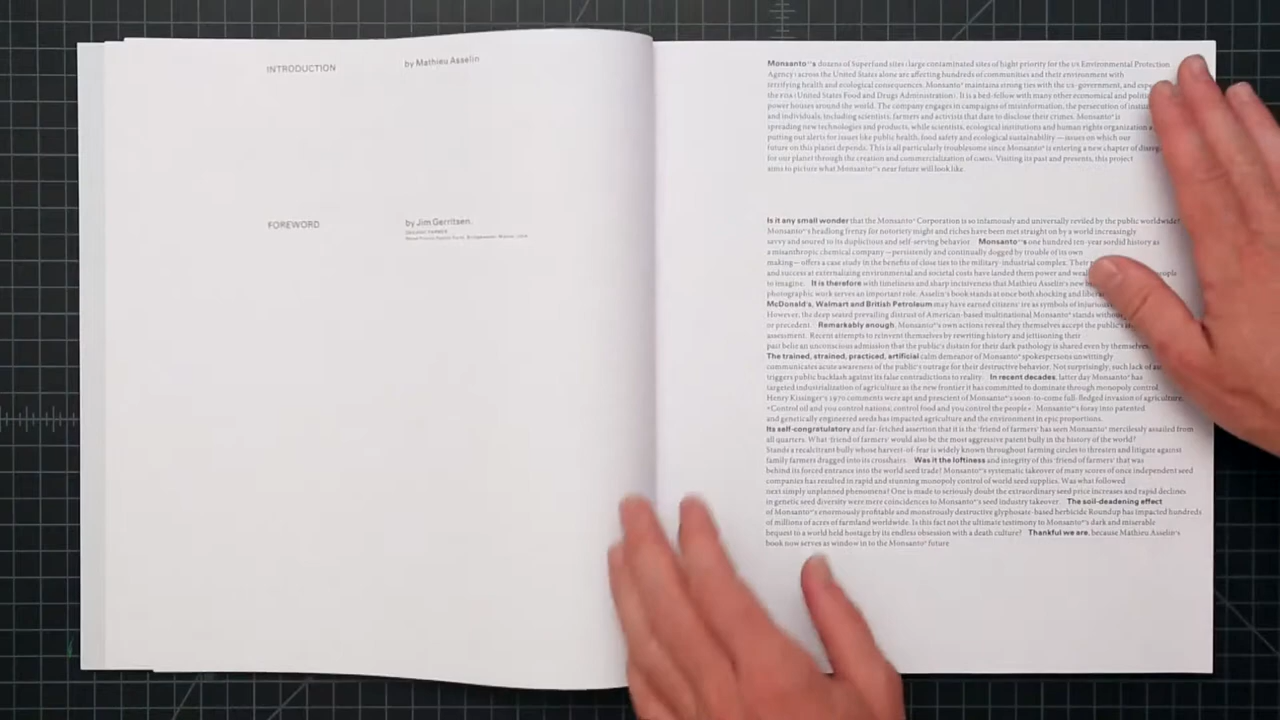 INTRODUCTION
by Mathieu Asselin
Monsanto®'s dozens of Superfund sites (large contaminated sites of hight priority for the US Environmental Protection
Agency) across the United States alone are affecting hundreds of communities and their environment with
terrifying health and ecological consequences. Monsanto® maintains strong ties with the US-government, and
the FDA (United States Food and Drugs Administration). It is a bed-fellow with many other economical and
power houses around the world. The company engages in campaigns of misinformation, the persecution of
and individuals, including scientists, farmers and activists that dare to disclose their crimes. Monsanto® is
spreading new technologies and products, while scientists, ecological institutions and human rights organization
putting out alerts for issues like public health, food safety and ecological sustainability — issues on which our
future on this planet depends. This is all particularly troublesome since Monsanto® is entering a new chapter of
for our planet through the creation and commercialization of GMOs. Visiting its past and presents, this project
aims to picture what Monsanto®'s near future will look like.
FOREWORD
by Jim Gerritsen,
ORGANIC FARMER
Wood Prairie Family Farm, Bridgewater, Maine, USA
Is it any small wonder that the Monsanto® Corporation is so infamously and universally reviled by the public worldwide?
Monsanto®'s headlong frenzy for notoriety might and riches have been met straight on by a world increasingly
savvy and soured to its duplicitous and self-serving behavior. Monsanto®'s one hundred ten-year sordid history as
a misanthropic chemical company —persistently and continually dogged by trouble of its own
making— offers a case study in the benefits of close ties to the military-industrial complex. Their
and success at externalizing environmental and societal costs have landed them power and people
to imagine. It is therefore with timeliness and sharp incisiveness that Mathieu Asselin's new
photographic work serves an important role. Asselin's book stands at once both shocking and
McDonald's, Walmart and British Petroleum may have earned citizens' ire as symbols of
However, the deep seated prevailing distrust of American-based multinational Monsanto® stands
or precedent. Remarkably enough, Monsanto®'s own actions reveal they themselves accept the public's
assessment. Recent attempts to reinvent themselves by rewriting history and jettisoning their
past belie an unconscious admission that the public's distain for their dark pathology is shared even by themselves.
The trained, strained, practiced, artificial calm demeanor of Monsanto® spokespersons unwittingly
communicates acute awareness of the public's outrage for their destructive behavior. Not surprisingly, such lack of
triggers public backlash against its false contradictions to reality. In recent decades, latter day Monsanto® has
targeted industrialization of agriculture as the new frontier it has committed to dominate through monopoly control.
Henry Kissinger's 1970 comments were apt and prescient of Monsanto®'s soon-to-come full-fledged invasion of agriculture,
«Control oil and you control nations, control food and you control the people». Monsanto®'s foray into patented
and genetically engineered seeds has impacted agriculture and the environment in epic proportions.
Its self-congratulatory and far-fitched assertion that it is the 'friend of farmers' has seen Monsanto® mercilessly assailed from
all quarters. What 'friend of farmers' would also be the most aggressive patent bully in the history of the world?
Stands a recalcitrant bully whose harvest-of-fear is widely known throughout farming circles to threaten and litigate against
family farmers dragged into its crosshairs. Was it the loftiness and integrity of this 'friend of farmers' that was
behind its forced entrance into the world seed trade? Monsanto®'s systematic takeover of many scores of once independent seed
companies has resulted in rapid and stunning monopoly control of world seed supplies. Was what followed
next simply unplanned phenomena? One is made to seriously doubt the extraordinary seed price increases and rapid declines
in genetic seed diversity were mere coincidences to Monsanto®'s seed industry takeover. The soil-deadening effect
of Monsanto®'s enormously profitable and monstrously destructive glyphosate-based herbicide Roundup has impacted hundreds
of millions of acres of farmland worldwide. Is this fact not the ultimate testimony to Monsanto®'s dark and miserable
bequest to a world held hostage by its endless obsession with a death culture? Thankful we are, because Mathieu Asselin's
book now serves as window in to the Monsanto® future.